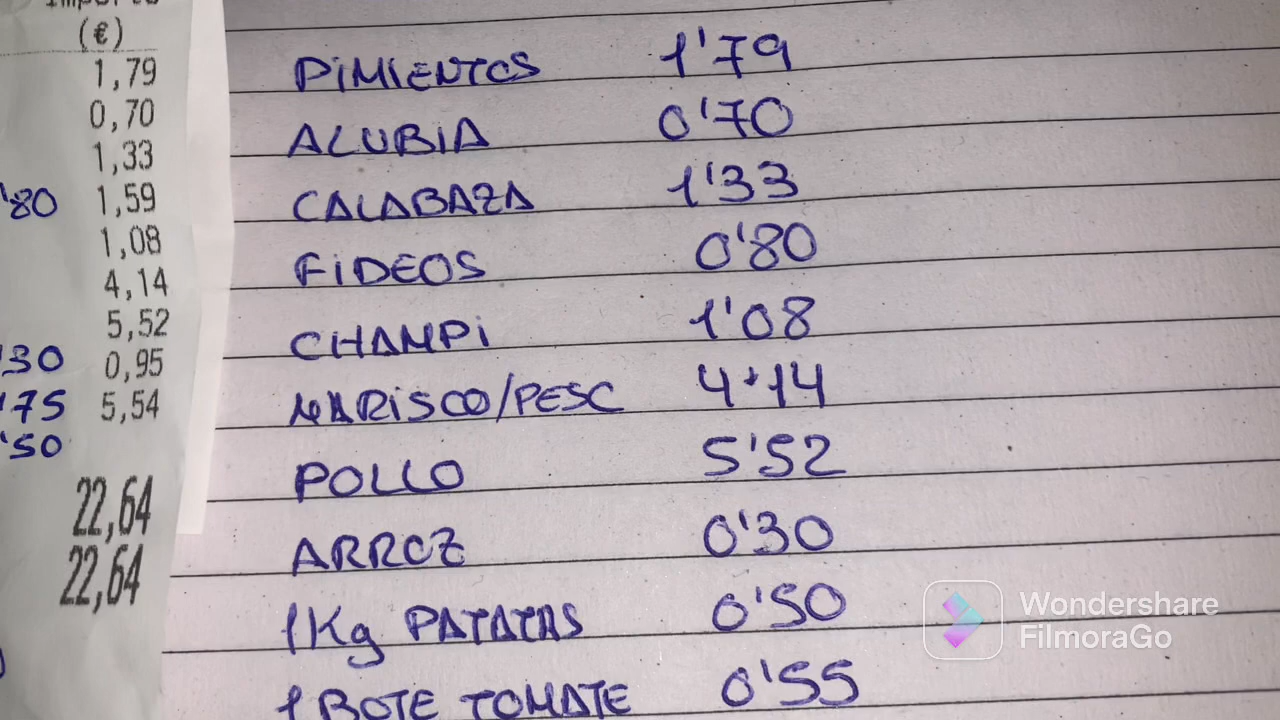 (€)
1,79
0,70
1,33
'80 1,59
1,08
4,14
5,52
'30 0,95
'75 5,54
'50
22,64
22,64
PIMIENTOS 1'79
ALUBIA 0'70
CALABAZA 1'33
FIDEOS 0'80
CHAMPI 1'08
MARISCO/PESC 4'14
POLLO 5'52
ARROZ 0'30
1Kg PATATAS 0'50
1 BOTE TOMATE 0'55
Wondershare
FilmoraGo